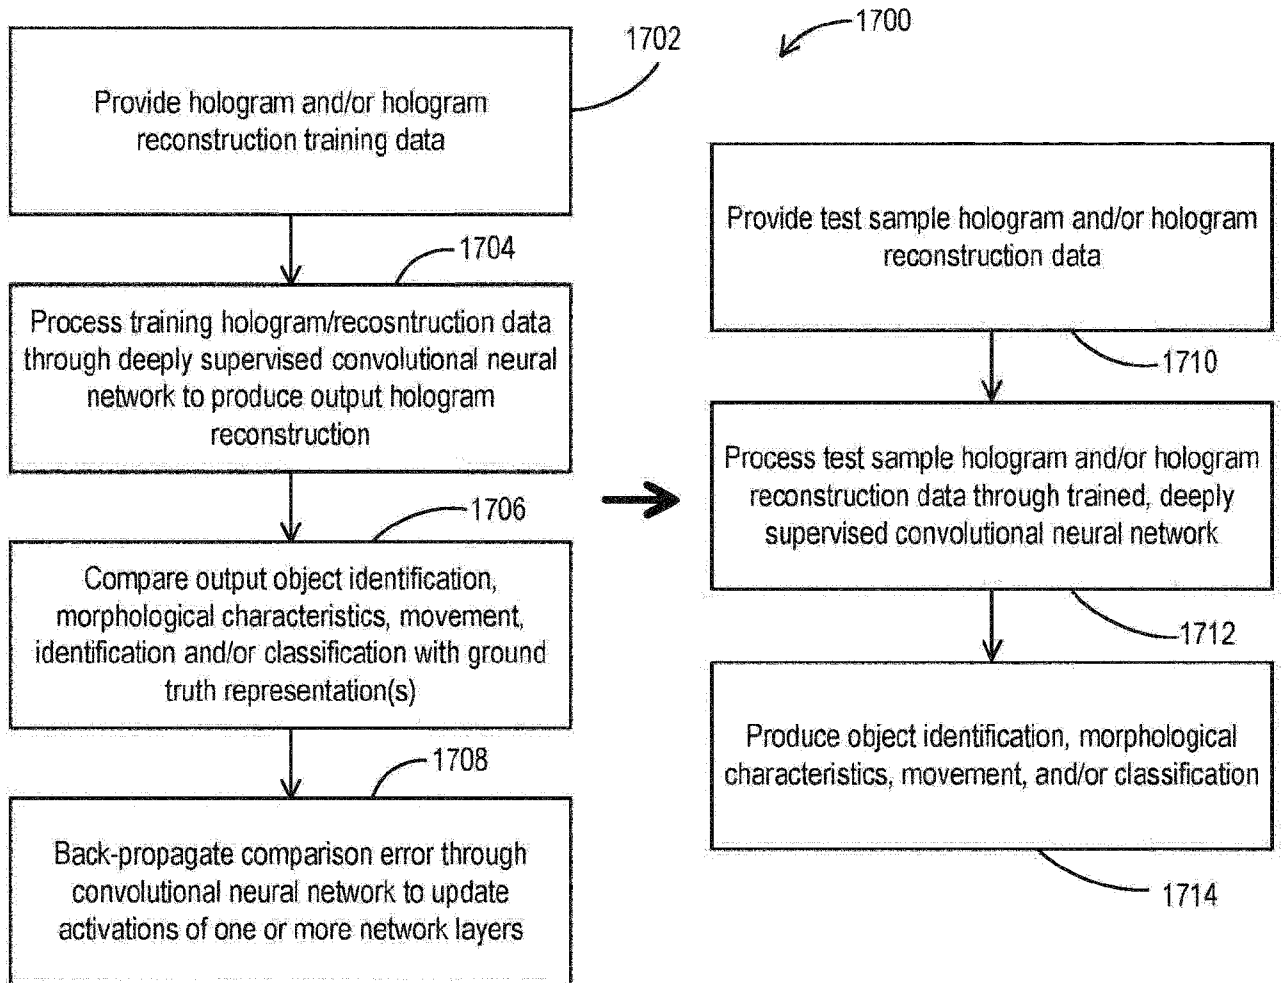 1700
1702
Provide hologram and/or hologram
reconstruction training data
1704
Process training hologram/recosntruction data
through deeply supervised convolutional neural
network to produce output hologram
reconstruction
1706
Compare output object identification,
morphological characteristics, movement,
identification and/or classification with ground
truth representation(s)
1708
Back-propagate comparison error through
convolutional neural network to update
activations of one or more network layers
Provide test sample hologram and/or hologram
reconstruction data
1710
Process test sample hologram and/or hologram
reconstruction data through trained, deeply
supervised convolutional neural network
1712
Produce object identification, morphological
characteristics, movement, and/or classification
1714